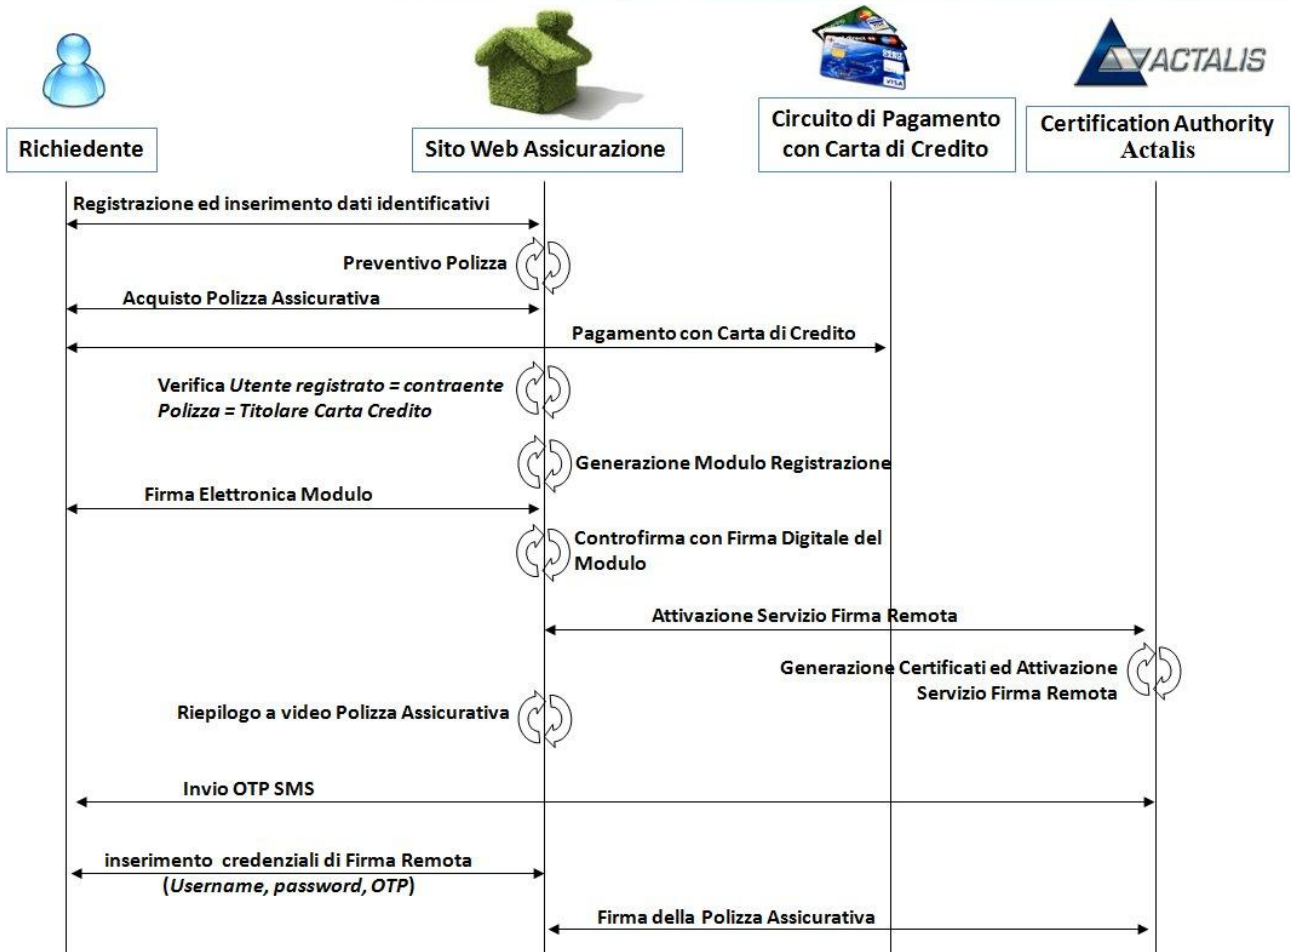 ACTALIS
Richiedente
Sito Web Assicurazione
Circuito di Pagamento
con Carta di Credito
Certification Authority
Actalis
Registrazione ed inserimento dati identificativi
Preventivo Polizza
Acquisto Polizza Assicurativa
Pagamento con Carta di Credito
Verifica Utente registrato = contraente
Polizza = Titolare Carta Credito
Generazione Modulo Registrazione
Firma Elettronica Modulo
Controfirma con Firma Digitale del
Modulo
Attivazione Servizio Firma Remota
Generazione Certificati ed Attivazione
Servizio Firma Remota
Riepilogo a video Polizza Assicurativa
Invio OTP SMS
inserimento credenziali di Firma Remota
(Username, password, OTP)
Firma della Polizza Assicurativa